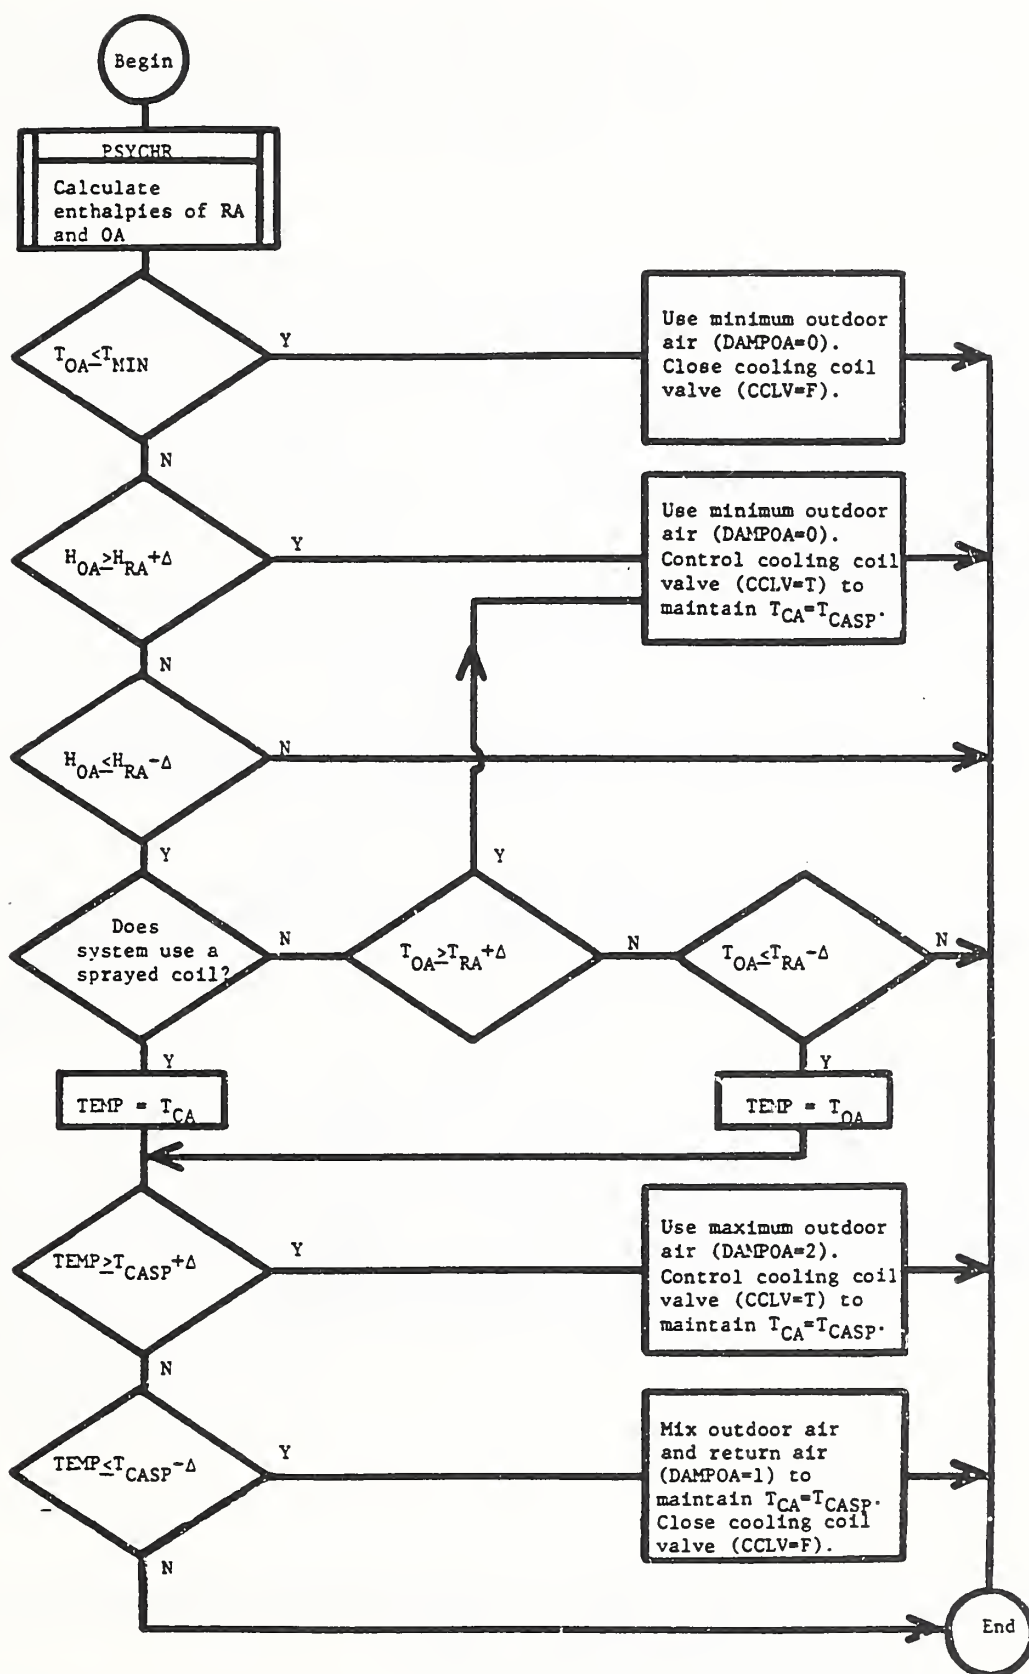 Begin
PSYCHR
Calculate
enthalpies of RA
and OA
T_OA≤T_MIN
Y
Use minimum outdoor
air (DAMPOA=0).
Close cooling coil
valve (CCLV=F).
N
H_OA≥H_RA+Δ
Y
Use minimum outdoor
air (DAMPOA=0).
Control cooling coil
valve (CCLV=T) to
maintain T_CA=T_CASP.
N
H_OA≤H_RA-Δ
N
Y
Does
system use a
sprayed coil?
N
T_OA≥T_RA+Δ
Y
N
T_OA≤T_RA-Δ
N
Y
TEMP = T_CA
Y
TEMP = T_OA
TEMP≥T_CASP+Δ
Y
Use maximum outdoor
air (DAMPOA=2).
Control cooling coil
valve (CCLV=T) to
maintain T_CA=T_CASP.
N
TEMP≤T_CASP-Δ
Y
Mix outdoor air
and return air
(DAMPOA=1) to
maintain T_CA=T_CASP.
Close cooling coil
valve (CCLV=F).
N
End